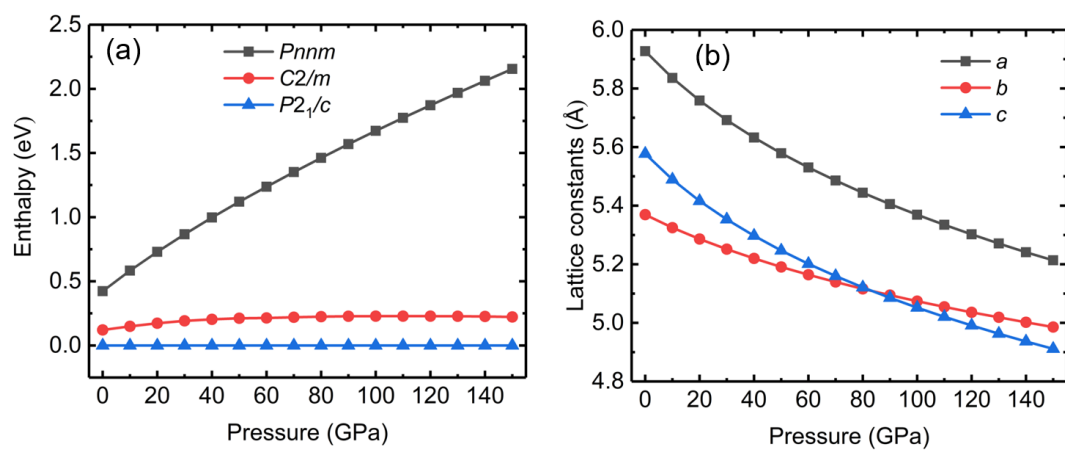 (a)
Pnnm
C2/m
P2₁/c
Enthalpy (eV)
2.5
2.0
1.5
1.0
0.5
0.0
0 20 40 60 80 100 120 140
Pressure (GPa)
(b)
a
b
c
Lattice constants (Å)
6.0
5.8
5.6
5.4
5.2
5.0
4.8
0 20 40 60 80 100 120 140
Pressure (GPa)